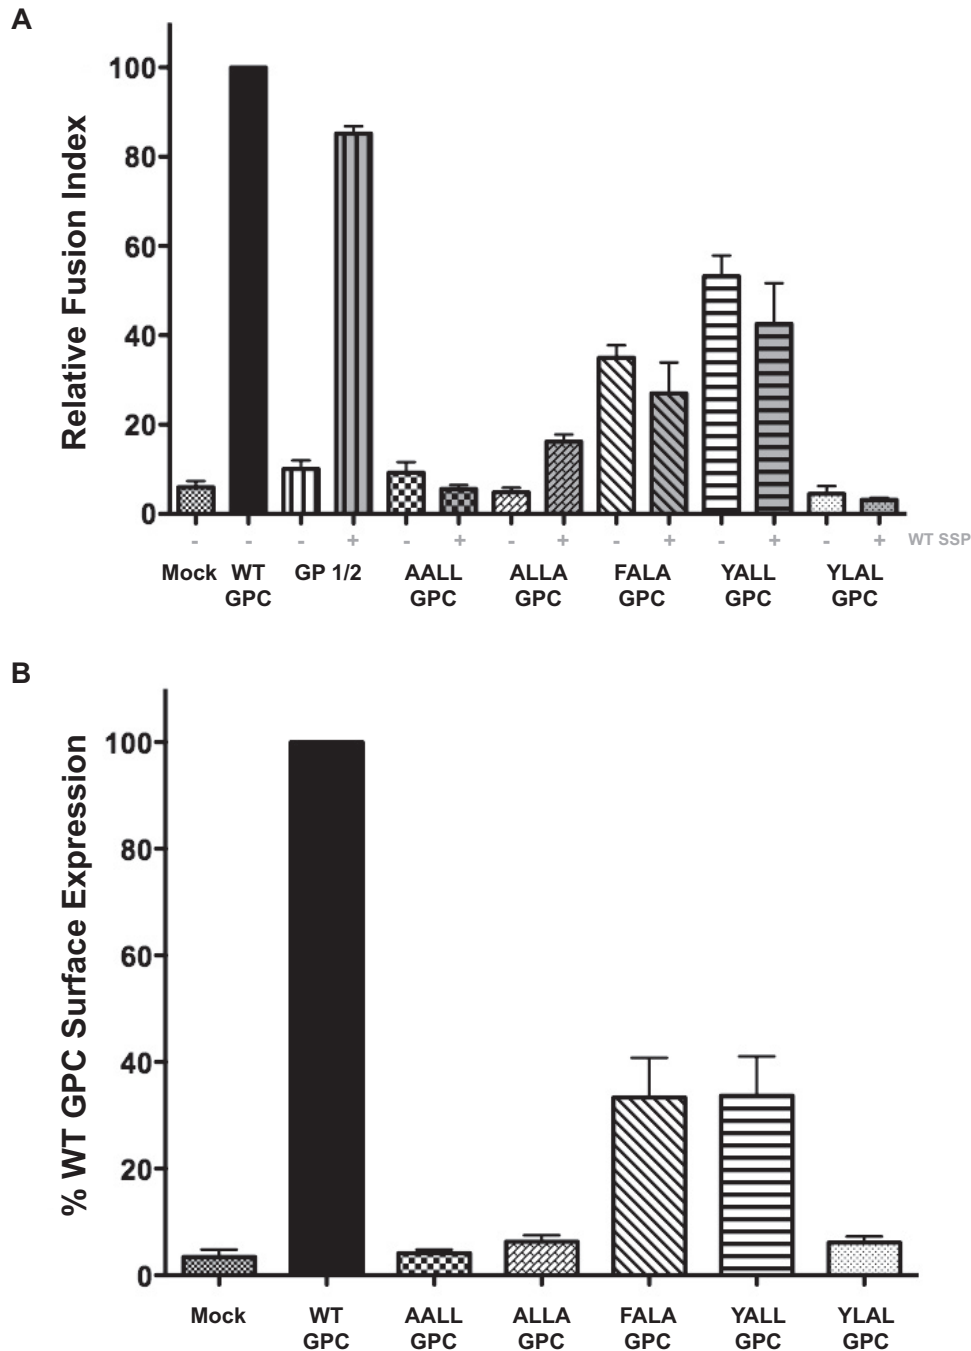 A
Relative Fusion Index
100
80
60
40
20
0
- + - + - + - + - + - + WT SSP
Mock WT GPC GP 1/2 AALL GPC ALLA GPC FALA GPC YALL GPC YLAL GPC
B
% WT GPC Surface Expression
100
80
60
40
20
0
Mock WT GPC AALL GPC ALLA GPC FALA GPC YALL GPC YLAL GPC